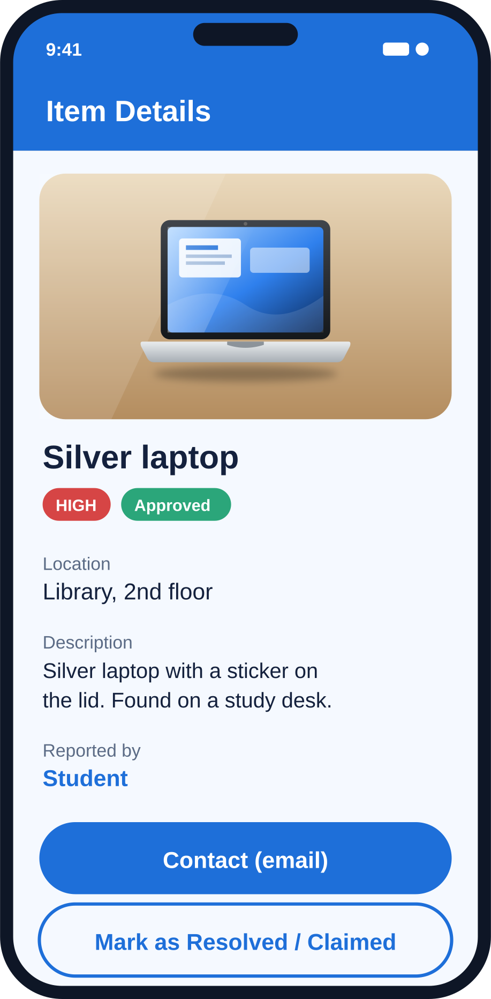 9:41
Item Details
Silver laptop
HIGH
Approved
Location
Library, 2nd floor
Description
Silver laptop with a sticker on
the lid. Found on a study desk.
Reported by
Student
Contact (email)
Mark as Resolved / Claimed